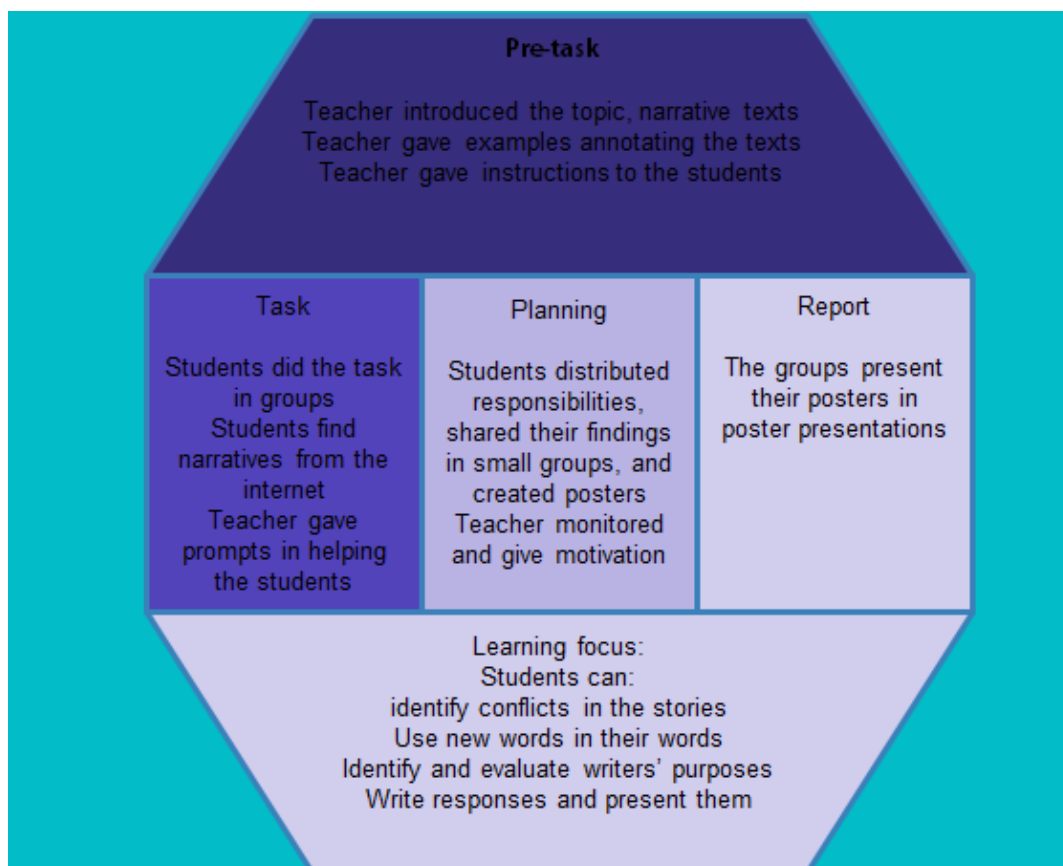 Pre-task
Teacher introduced the topic, narrative texts
Teacher gave examples annotating the texts
Teacher gave instructions to the students
Task
Students did the task
in groups
Students find
narratives from the
internet
Teacher gave
prompts in helping
the students
Planning
Students distributed
responsibilities,
shared their findings
in small groups, and
created posters
Teacher monitored
and give motivation
Report
The groups present
their posters in
poster presentations
Learning focus:
Students can:
identify conflicts in the stories
Use new words in their words
Identify and evaluate writers’ purposes
Write responses and present them